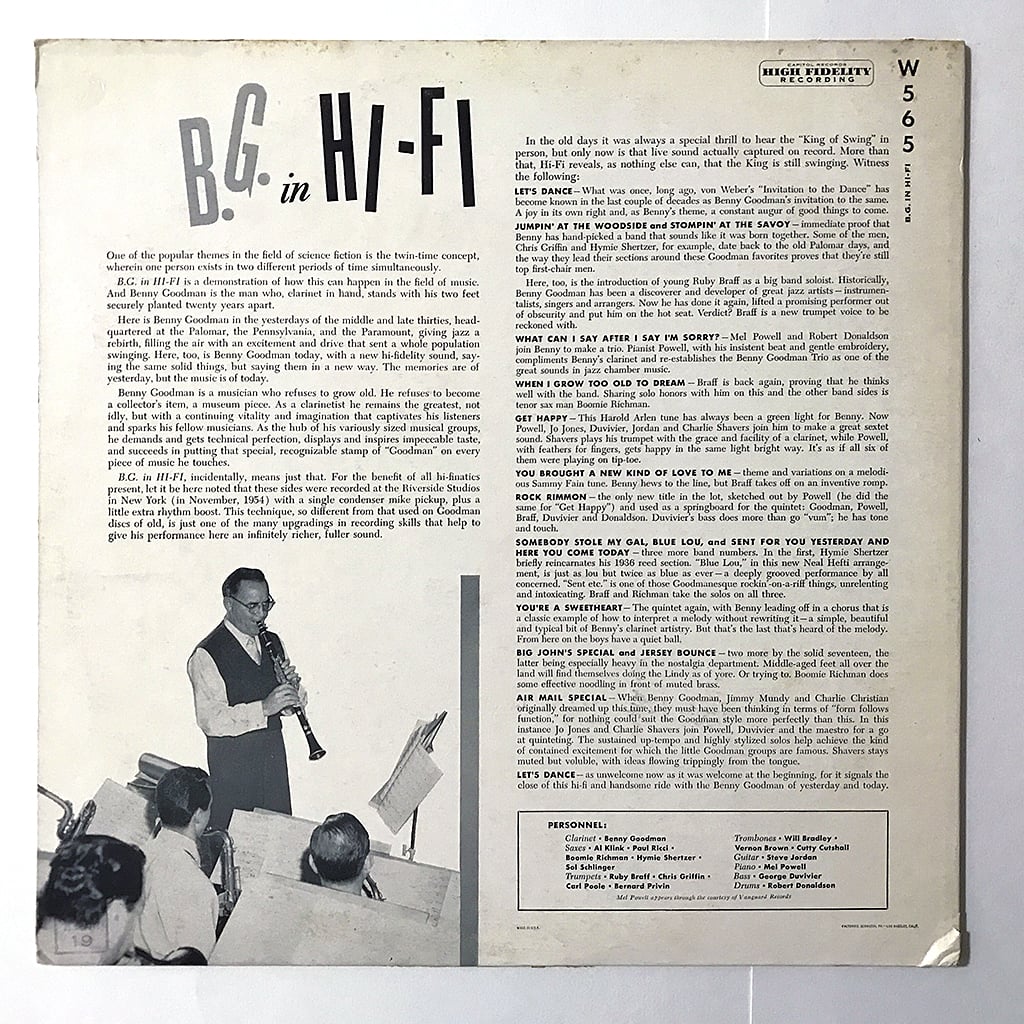 B.G. in HI-FI
One of the popular themes in the field of science fiction is the twin-time concept,
wherein one person exists in two different periods of time simultaneously.
B.G. in HI-FI is a demonstration of how this can happen in the field of music.
And Benny Goodman is the man who, clarinet in hand, stands with his two feet
securely planted twenty years apart.
Here is Benny Goodman in the yesterdays of the middle and late thirties, head-
quartered at the Palomar, the Pennsylvania, and the Paramount, giving jazz a
rebirth, filling the air with an excitement and drive that sent a whole population
swinging. Here, too, is Benny Goodman today, with a new hi-fidelity sound, say-
ing the same solid things, but saying them in a new way. The memories are of
yesterday, but the music is of today.
Benny Goodman is a musician who refuses to grow old. He refuses to become
a collector's item, a museum piece. As a clarinetist he remains the greatest, not
idly, but with a continuing vitality and imagination that captivates his listeners
and sparks his fellow musicians. As the hub of his variously sized musical groups,
he demands and gets technical perfection, displays and inspires impeccable taste,
and succeeds in putting that special, recognizable stamp of "Goodman" on every
piece of music he touches.
B.G. in HI-FI, incidentally, means just that. For the benefit of all hi-finatics
present, let it be here noted that these sides were recorded at the Riverside Studios
in New York (in November, 1954) with a single condenser mike pickup, plus a
little extra rhythm boost. This technique, so different from that used on Goodman
discs of old, is just one of the many upgradings in recording skills that help to
give his performance here an infinitely richer, fuller sound.
19
CAPITOL RECORDS
HIGH FIDELITY
RECORDING
W565
B.G. IN HI-FI
In the old days it was always a special thrill to hear the "King of Swing" in
person, but only now is that live sound actually captured on record. More than
that, Hi-Fi reveals, as nothing else can, that the King is still swinging. Witness
the following:
LET'S DANCE—What was once, long ago, von Weber's "Invitation to the Dance" has
become known in the last couple of decades as Benny Goodman's invitation to the same.
A joy in its own right and, as Benny's theme, a constant augur of good things to come.
JUMPIN' AT THE WOODSIDE and STOMPIN' AT THE SAVOY—immediate proof that
Benny has hand-picked a band that sounds like it was born together. Some of the men,
Chris Griffin and Hymie Shertzer, for example, date back to the old Palomar days, and
the way they lead their sections around these Goodman favorites proves that they're still
top first-chair men.
Here, too, is the introduction of young Ruby Braff as a big band soloist. Historically,
Benny Goodman has been a discoverer and developer of great jazz artists—instrumen-
talists, singers and arrangers. Now he has done it again, lifted a promising performer out
of obscurity and put him on the hot seat. Verdict? Braff is a new trumpet voice to be
reckoned with.
WHAT CAN I SAY AFTER I SAY I'M SORRY?—Mel Powell and Robert Donaldson
join Benny to make a trio. Pianist Powell, with his insistent beat and gentle embroidery,
compliments Benny's clarinet and re-establishes the Benny Goodman Trio as one of the
great sounds in jazz chamber music.
WHEN I GROW TOO OLD TO DREAM—Braff is back again, proving that he thinks
well with the band. Sharing solo honors with him on this and the other band sides is
tenor sax man Boomie Richman.
GET HAPPY—This Harold Arlen tune has always been a green light for Benny. Now
Powell, Jo Jones, Duvivier, Jordan and Charlie Shavers join him to make a great sextet
sound. Shavers plays his trumpet with the grace and facility of a clarinet, while Powell,
with feathers for fingers, gets happy in the same light bright way. It's as if all six of
them were playing on tip-toe.
YOU BROUGHT A NEW KIND OF LOVE TO ME—theme and variations on a melodi-
ous Sammy Fain tune. Benny hews to the line, but Braff takes off on an inventive romp.
ROCK RIMMON—the only new title in the lot, sketched out by Powell (he did the
same for "Get Happy") and used as a springboard for the quintet: Goodman, Powell,
Braff, Duvivier and Donaldson. Duvivier's bass does more than go "vum"; he has tone
and touch.
SOMEBODY STOLE MY GAL, BLUE LOU, and SENT FOR YOU YESTERDAY AND
HERE YOU COME TODAY—three more band numbers. In the first, Hymie Shertzer
briefly reincarnates his 1936 reed section. "Blue Lou," in this new Neal Hefti arrange-
ment, is just as lou but twice as blue as ever—a deeply grooved performance by all
concerned. "Sent etc." is one of those Goodmanesque rockin'-on-a-riff things, unrelenting
and intoxicating. Braff and Richman take the solos on all three.
YOU'RE A SWEETHEART—The quintet again, with Benny leading off in a chorus that is
a classic example of how to interpret a melody without rewriting it—a simple, beautiful
and typical bit of Benny's clarinet artistry. But that's the last that's heard of the melody.
From here on the boys have a quiet ball.
BIG JOHN'S SPECIAL and JERSEY BOUNCE—two more by the solid seventeen, the
latter being especially heavy in the nostalgia department. Middle-aged feet all over the
land will find themselves doing the Lindy as of yore. Or trying to. Boomie Richman does
some effective noodling in front of muted brass.
AIR MAIL SPECIAL—When Benny Goodman, Jimmy Mundy and Charlie Christian
originally dreamed up this tune, they must have been thinking in terms of "form follows
function," for nothing could suit the Goodman style more perfectly than this. In this
instance Jo Jones and Charlie Shavers join Powell, Duvivier and the maestro for a go
at quinteting. The sustained up-tempo and highly stylized solos help achieve the kind
of contained excitement for which the little Goodman groups are famous. Shavers stays
muted but voluble, with ideas flowing trippingly from the tongue.
LET'S DANCE—as unwelcome now as it was welcome at the beginning, for it signals the
close of this hi-fi and handsome ride with the Benny Goodman of yesterday and today.
PERSONNEL:
Clarinet • Benny Goodman
Saxes • Al Klink • Paul Ricci •
Boomie Richman • Hymie Shertzer •
Sol Schlinger
Trumpets • Ruby Braff • Chris Griffin •
Carl Poole • Bernard Privin
Trombones • Will Bradley •
Vernon Brown • Cutty Cutshall
Guitar • Steve Jordan
Piano • Mel Powell
Bass • George Duvivier
Drums • Robert Donaldson
Mel Powell appears through the courtesy of Vanguard Records